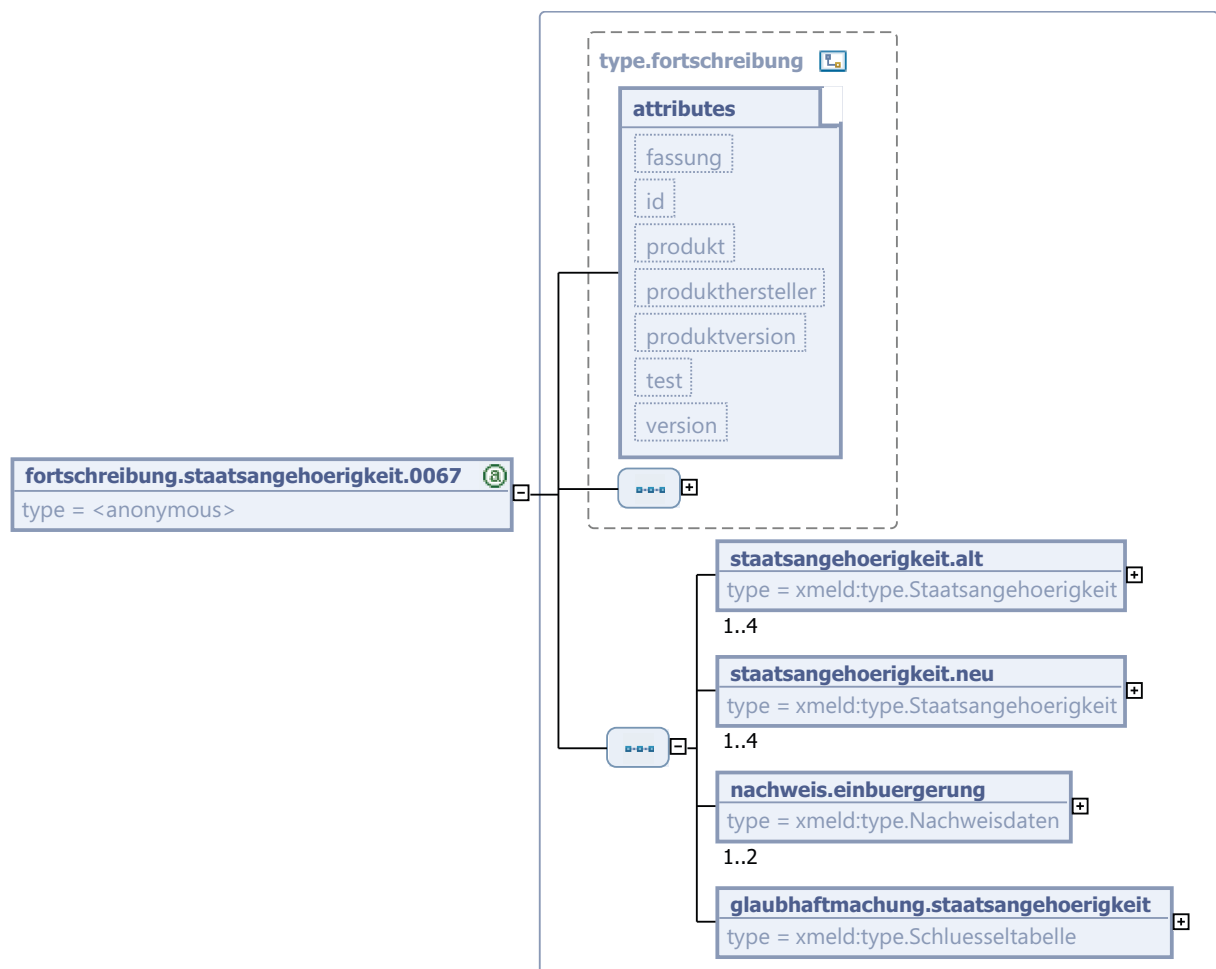 type.fortschreibung
attributes
fassung
id
produkt
produkthersteller
produktversion
test
version
fortschreibung.staatsangehoerigkeit.0067 @
type = <anonymous>
staatsangehoerigkeit.alt
type = xmeld:type.Staatsangehoerigkeit
1..4
staatsangehoerigkeit.neu
type = xmeld:type.Staatsangehoerigkeit
1..4
nachweis.einbuergerung
type = xmeld:type.Nachweisdaten
1..2
glaubhaftmachung.staatsangehoerigkeit
type = xmeld:type.Schluesseltabelle